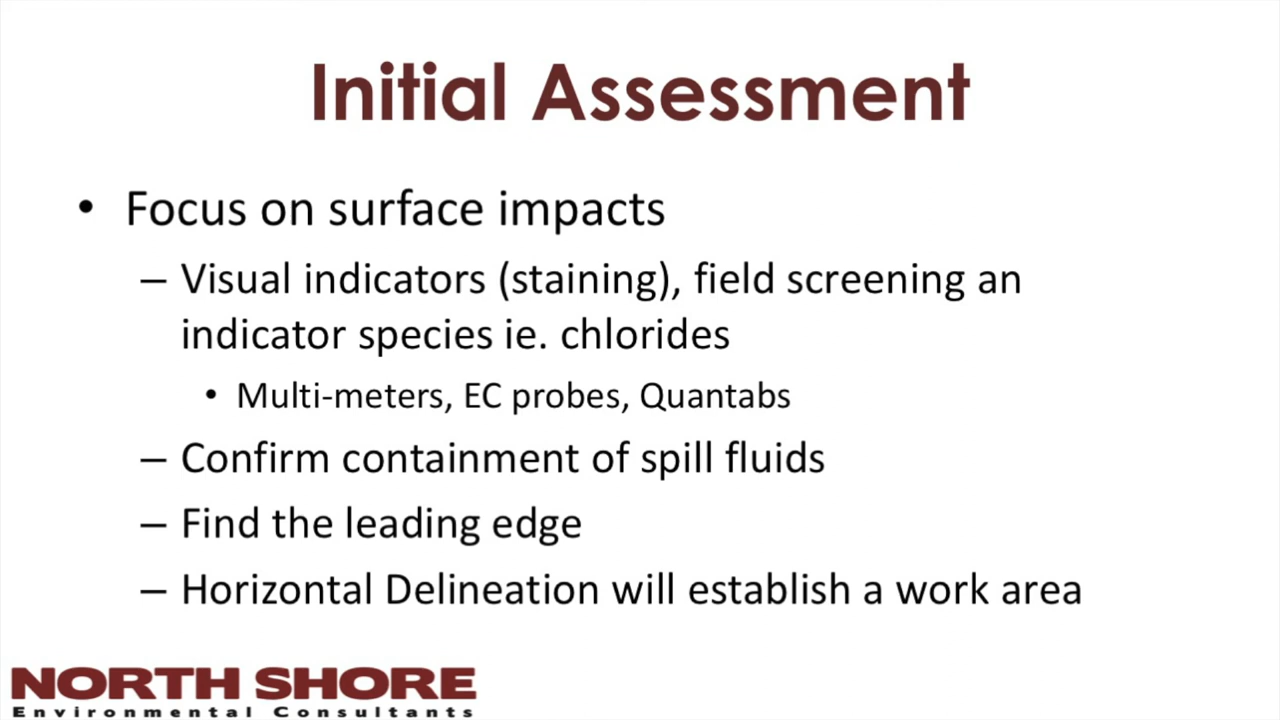 Initial Assessment
• Focus on surface impacts
– Visual indicators (staining), field screening an
indicator species ie. chlorides
• Multi-meters, EC probes, Quantabs
– Confirm containment of spill fluids
– Find the leading edge
– Horizontal Delineation will establish a work area
NORTH SHORE
Environmental Consultants